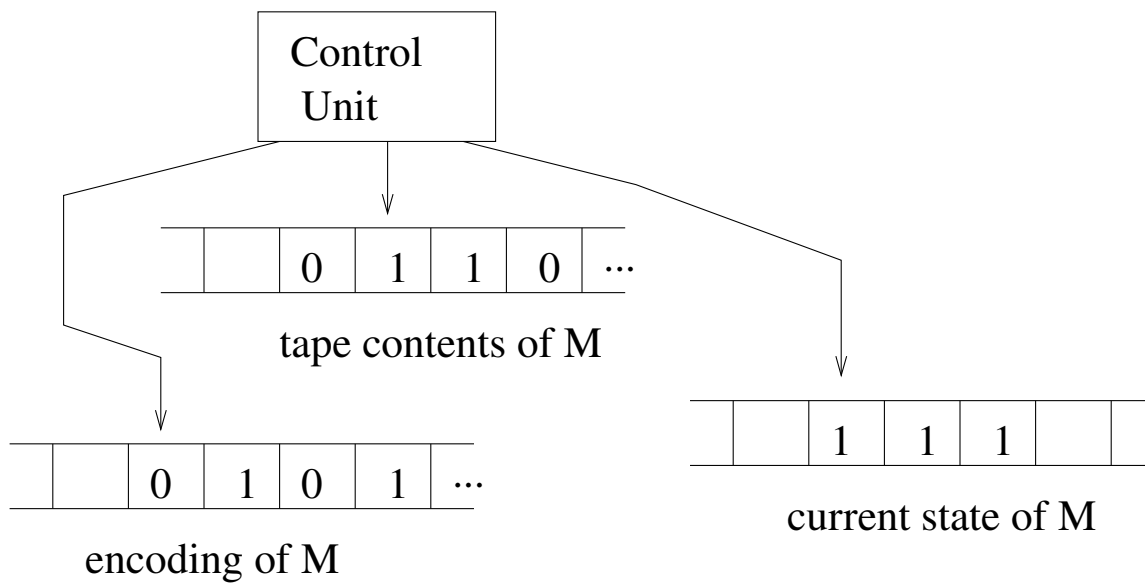 Control
Unit
0 1 1 0 ...
tape contents of M
1 1 1
0 1 0 1 ...
current state of M
encoding of M